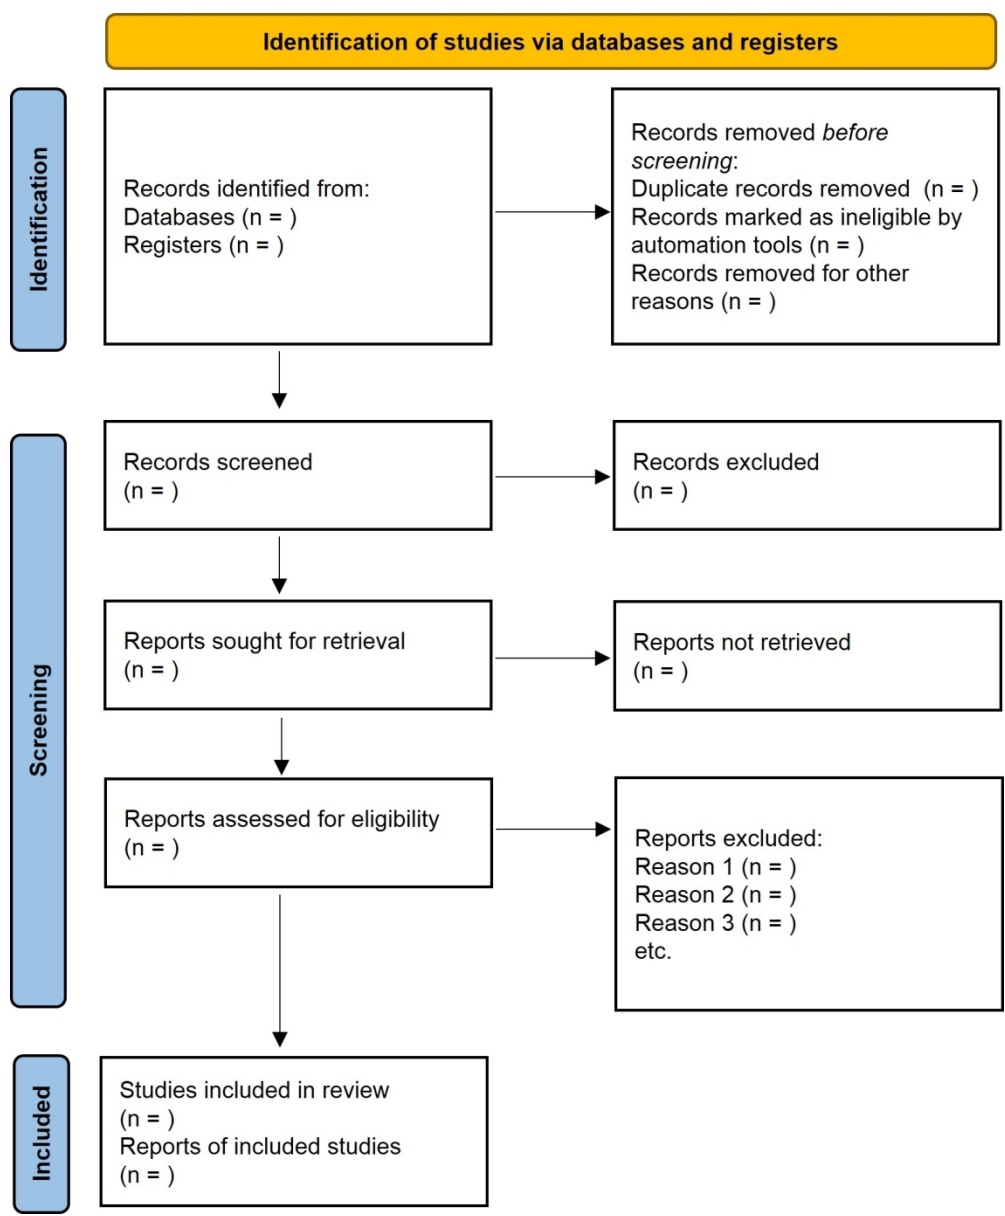 Identification of studies via databases and registers
Identification
Records identified from:
Databases (n = )
Registers (n = )
Records removed before
screening:
Duplicate records removed  (n = )
Records marked as ineligible by
automation tools (n = )
Records removed for other
reasons (n = )
Screening
Records screened
(n = )
Records excluded
(n = )
Reports sought for retrieval
(n = )
Reports not retrieved
(n = )
Reports assessed for eligibility
(n = )
Reports excluded:
Reason 1 (n = )
Reason 2 (n = )
Reason 3 (n = )
etc.
Included
Studies included in review
(n = )
Reports of included studies
(n = )